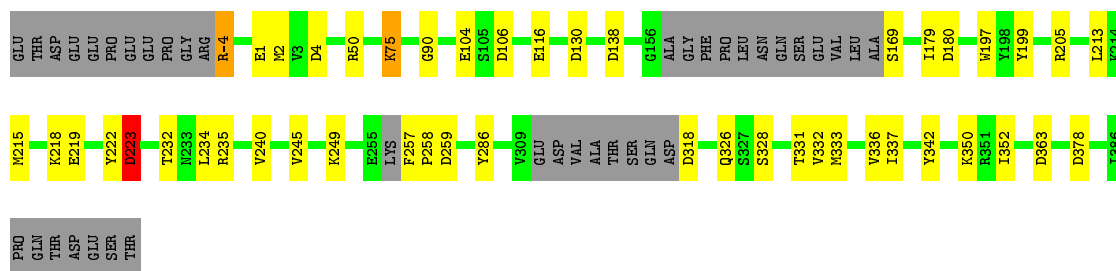 GLU THR ASP GLU GLU PRO GLU GLU PRO GLY ARG R-4 E1 M2 V3 D4 R50 K75 G90 E104 S105 D106 E116 D130 D138 G156 ALA GLY PHE PRO LEU ASN GLN SER GLU VAL LEU ALA S169 I179 D180 W197 Y198 Y199 R205 L213 K214
M215 K218 E219 Y222 D223 T232 N233 L234 R235 V240 V245 K249 E255 LYS F257 P258 D259 Y286 V309 GLU ASP VAL ALA THR SER GLN ASP D318 Q326 S327 S328 T331 V332 M333 V336 I337 Y342 K350 R351 I352 D363 D378 I386
PRO GLN THR ASP GLU SER THR